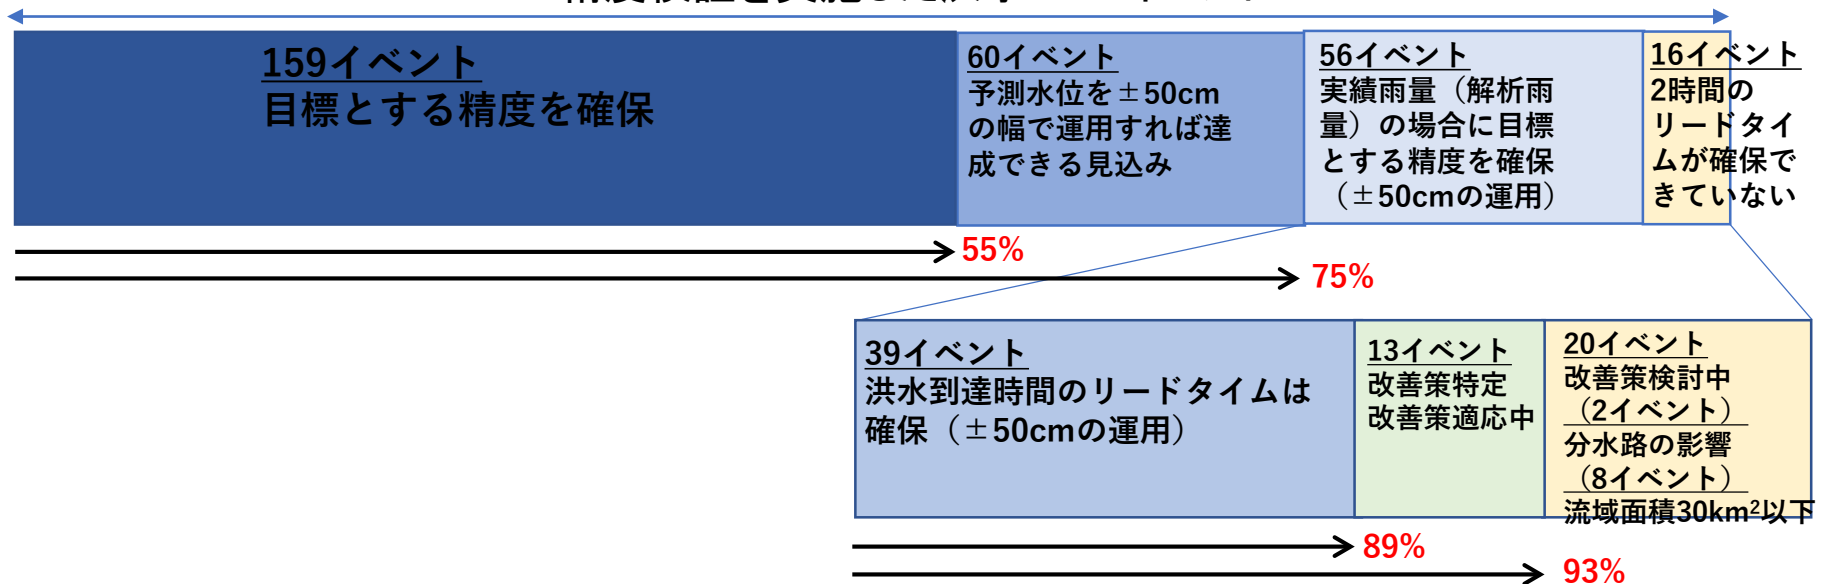 159イベント
目標とする精度を確保
60イベント
予測水位を±50cm
の幅で運用すれば達
成できる見込み
56イベント
実績雨量（解析雨
量）の場合に目標
とする精度を確保
（±50cmの運用）
16イベント
2時間の
リードタイ
ムが確保で
きていない
55%
75%
39イベント
洪水到達時間のリードタイムは
確保（±50cmの運用）
13イベント
改善策特定
改善策適応中
20イベント
改善策検討中
（2イベント）
分水路の影響
（8イベント）
流域面積30km²以下
89%
93%